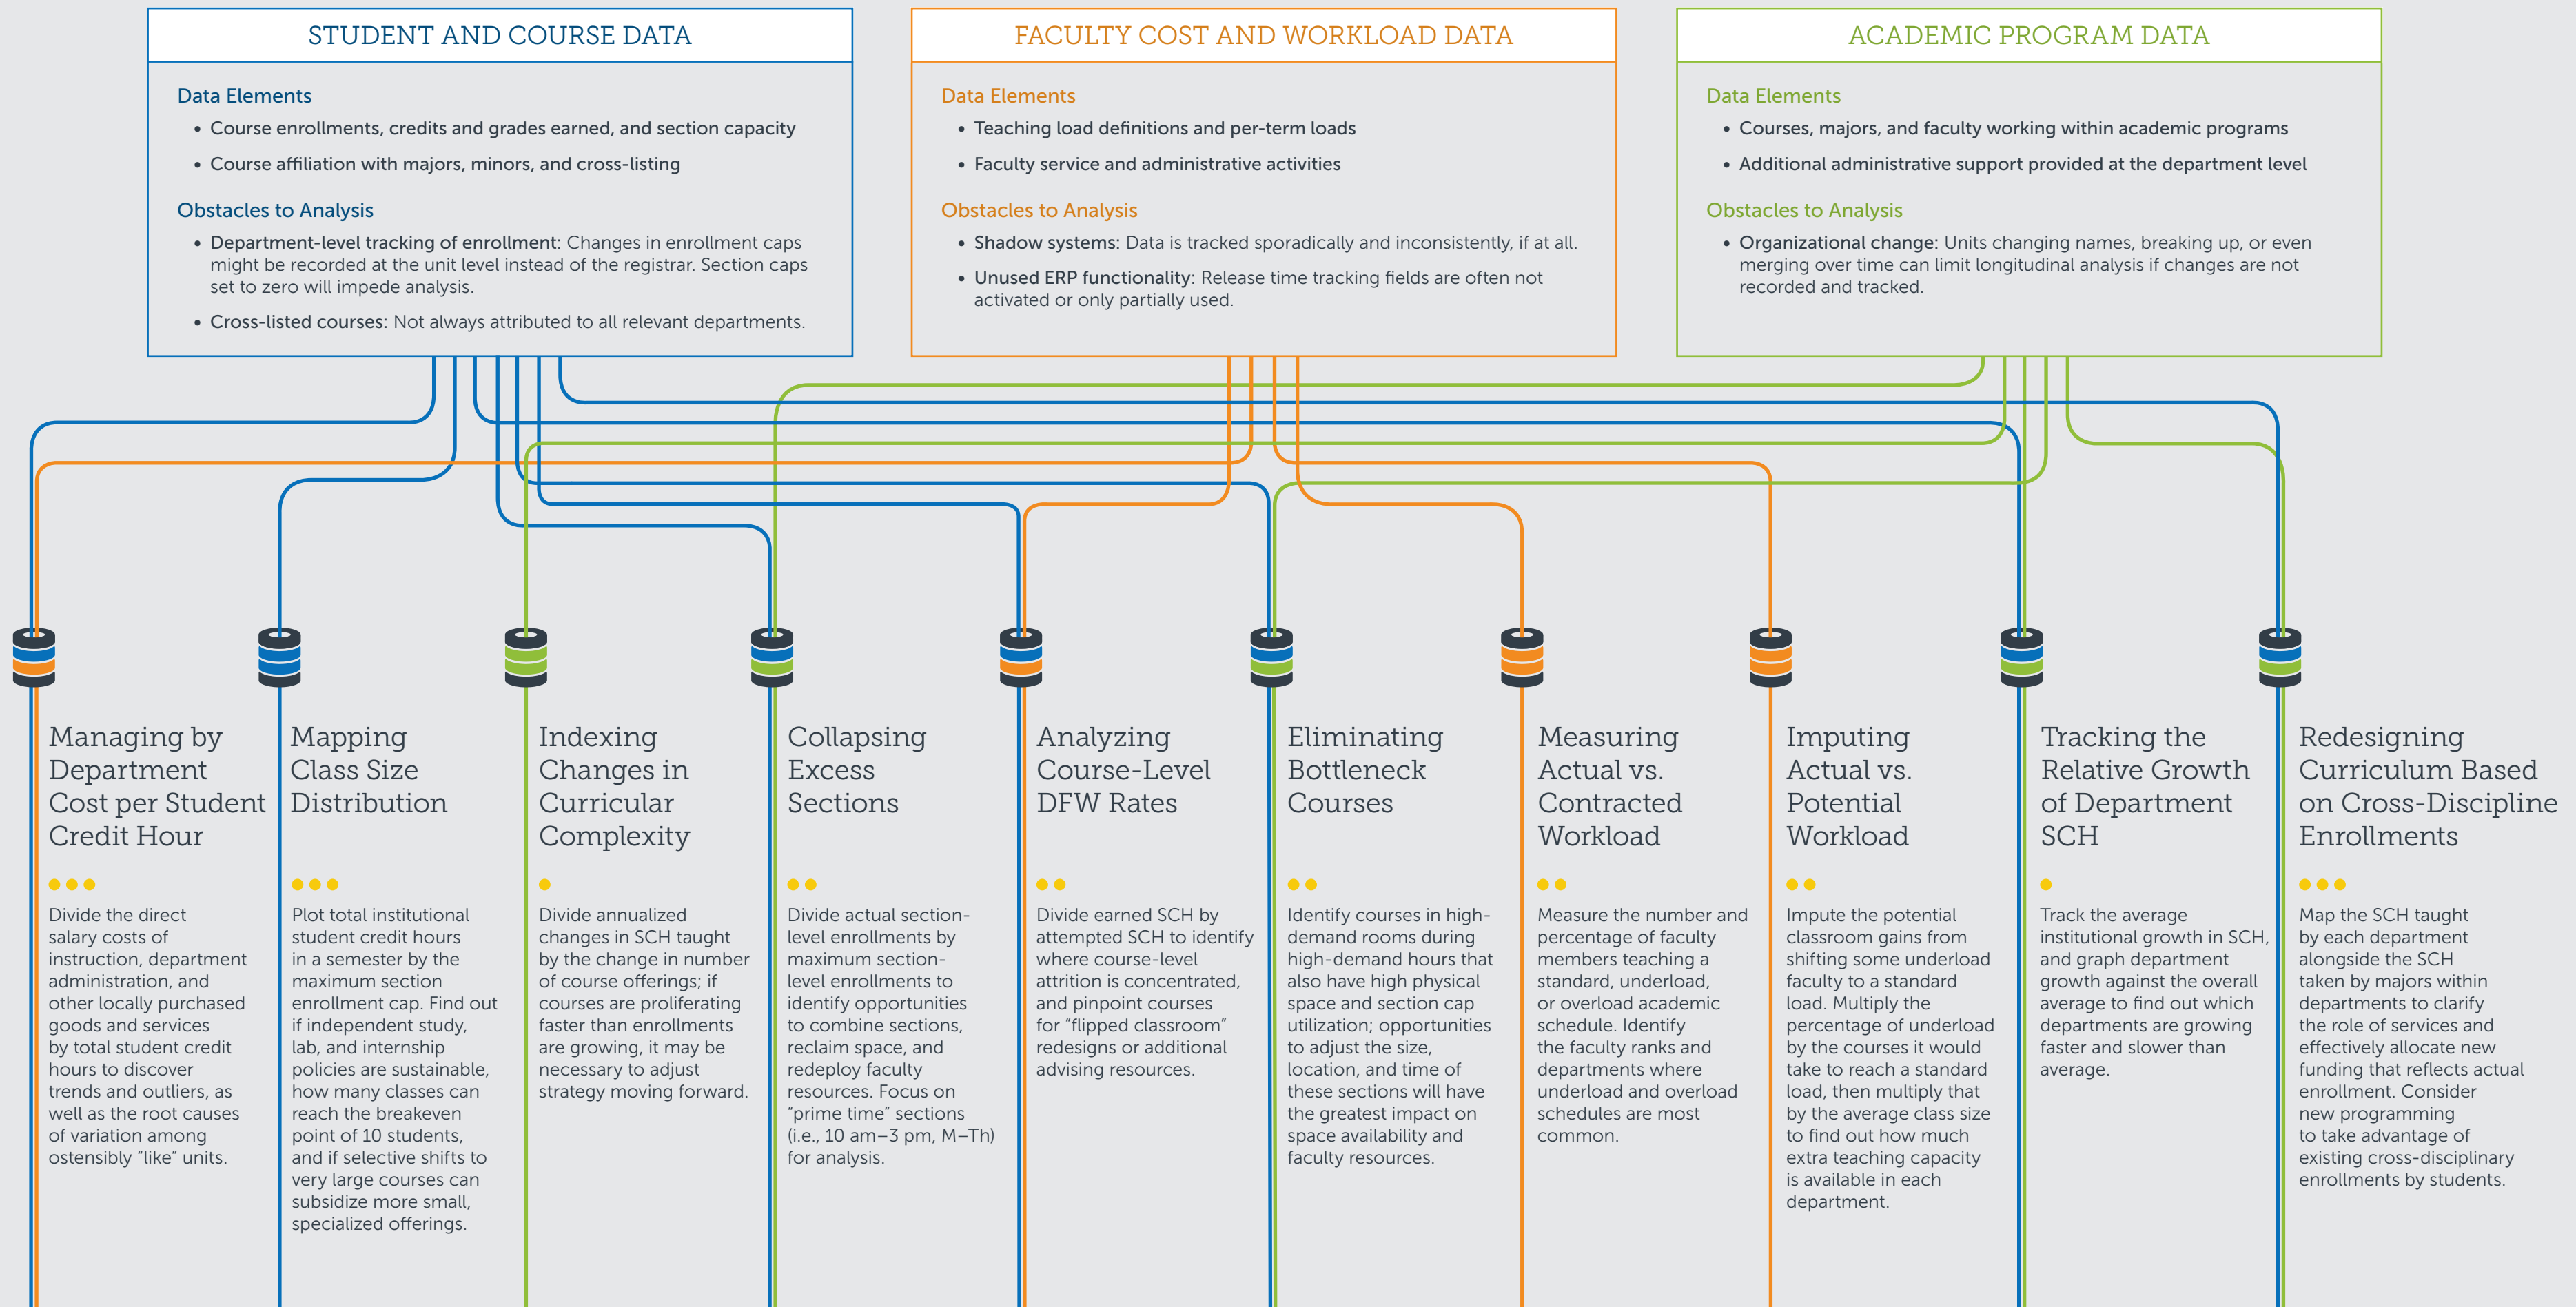 STUDENT AND COURSE DATA
Data Elements
• Course enrollments, credits and grades earned, and section capacity
• Course affiliation with majors, minors, and cross-listing
Obstacles to Analysis
• Department-level tracking of enrollment: Changes in enrollment caps
might be recorded at the unit level instead of the registrar. Section caps
set to zero will impede analysis.
• Cross-listed courses: Not always attributed to all relevant departments.
FACULTY COST AND WORKLOAD DATA
Data Elements
• Teaching load definitions and per-term loads
• Faculty service and administrative activities
Obstacles to Analysis
• Shadow systems: Data is tracked sporadically and inconsistently, if at all.
• Unused ERP functionality: Release time tracking fields are often not
activated or only partially used.
ACADEMIC PROGRAM DATA
Data Elements
• Courses, majors, and faculty working within academic programs
• Additional administrative support provided at the department level
Obstacles to Analysis
• Organizational change: Units changing names, breaking up, or even
merging over time can limit longitudinal analysis if changes are not
recorded and tracked.
Managing by
Department
Cost per Student
Credit Hour
Divide the direct
salary costs of
instruction, department
administration, and
other locally purchased
goods and services
by total student credit
hours to discover
trends and outliers, as
well as the root causes
of variation among
ostensibly “like” units.
Mapping
Class Size
Distribution
Plot total institutional
student credit hours
in a semester by the
maximum section
enrollment cap. Find out
if independent study,
lab, and internship
policies are sustainable,
how many classes can
reach the breakeven
point of 10 students,
and if selective shifts to
very large courses can
subsidize more small,
specialized offerings.
Indexing
Changes in
Curricular
Complexity
Divide annualized
changes in SCH taught
by the change in number
of course offerings; if
courses are proliferating
faster than enrollments
are growing, it may be
necessary to adjust
strategy moving forward.
Collapsing
Excess
Sections
Divide actual section-
level enrollments by
maximum section-
level enrollments to
identify opportunities
to combine sections,
reclaim space, and
redeploy faculty
resources. Focus on
“prime time” sections
(i.e., 10 am–3 pm, M–Th)
for analysis.
Analyzing
Course-Level
DFW Rates
Divide earned SCH by
attempted SCH to identify
where course-level
attrition is concentrated,
and pinpoint courses
for “flipped classroom”
redesigns or additional
advising resources.
Eliminating
Bottleneck
Courses
Identify courses in high-
demand rooms during
high-demand hours that
also have high physical
space and section cap
utilization; opportunities
to adjust the size,
location, and time of
these sections will have
the greatest impact on
space availability and
faculty resources.
Measuring
Actual vs.
Contracted
Workload
Measure the number and
percentage of faculty
members teaching a
standard, underload,
or overload academic
schedule. Identify
the faculty ranks and
departments where
underload and overload
schedules are most
common.
Imputing
Actual vs.
Potential
Workload
Impute the potential
classroom gains from
shifting some underload
faculty to a standard
load. Multiply the
percentage of underload
by the courses it would
take to reach a standard
load, then multiply that
by the average class size
to find out how much
extra teaching capacity
is available in each
department.
Tracking the
Relative Growth
of Department
SCH
Track the average
institutional growth in SCH,
and graph department
growth against the overall
average to find out which
departments are growing
faster and slower than
average.
Redesigning
Curriculum Based
on Cross-Discipline
Enrollments
Map the SCH taught
by each department
alongside the SCH
taken by majors within
departments to clarify
the role of services and
effectively allocate new
funding that reflects actual
enrollment. Consider
new programming
to take advantage of
existing cross-disciplinary
enrollments by students.